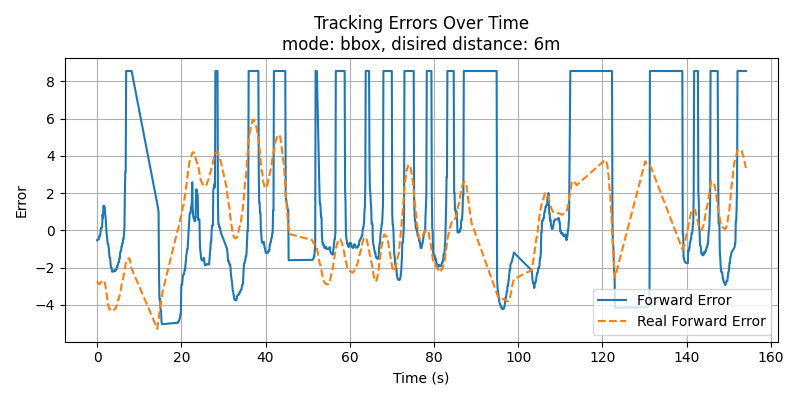 Tracking Errors Over Time
mode: bbox, disired distance: 6m
Error
8
6
4
2
0
−2
−4
0 20 40 60 80 100 120 140 160
Time (s)
Forward Error
Real Forward Error